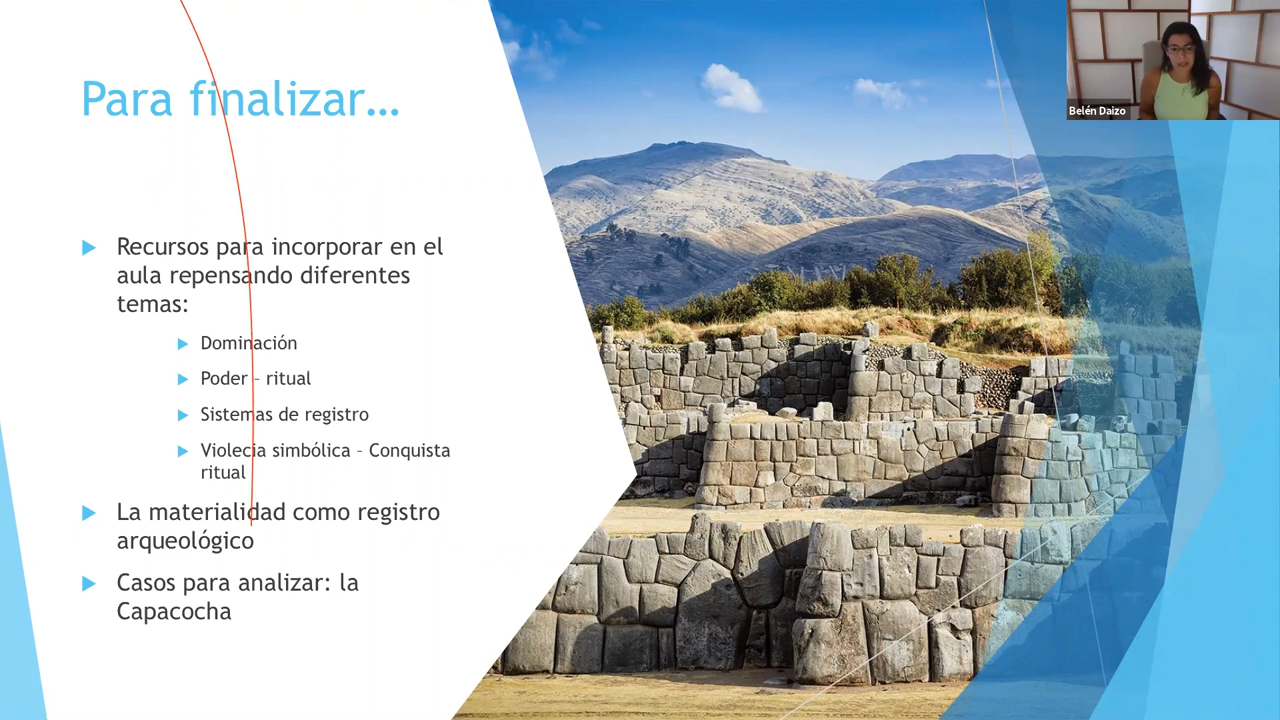 Para finalizar...
Recursos para incorporar en el
aula repensando diferentes
temas:
Dominación
Poder – ritual
Sistemas de registro
Violecia simbólica – Conquista
ritual
La materialidad como registro
arqueológico
Casos para analizar: la
Capacocha
Belén Daizo